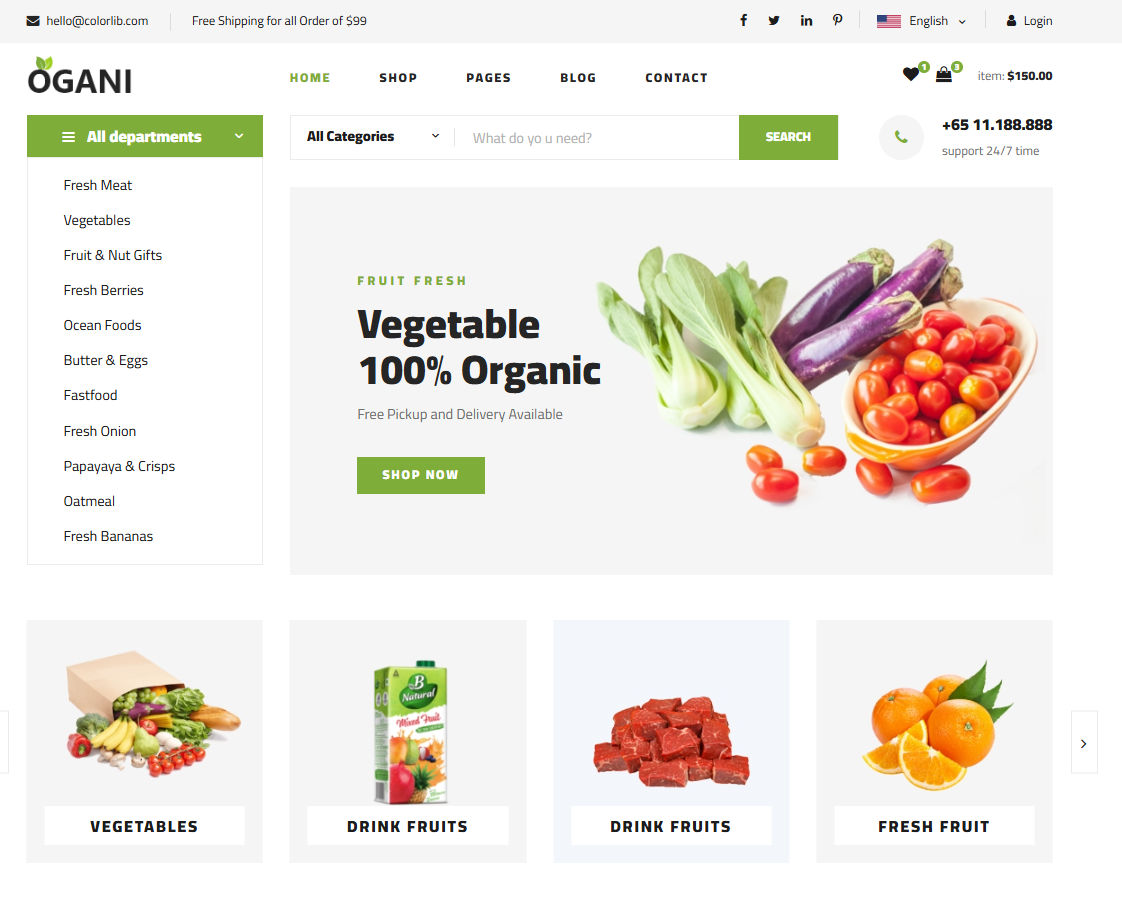 hello@colorlib.com
Free Shipping for all Order of $99
English
Login
OGANI
HOME
SHOP
PAGES
BLOG
CONTACT
1
3
item: $150.00
All departments
All Categories
What do yo u need?
SEARCH
+65 11.188.888
support 24/7 time
Fresh Meat
Vegetables
Fruit & Nut Gifts
Fresh Berries
Ocean Foods
Butter & Eggs
Fastfood
Fresh Onion
Papayaya & Crisps
Oatmeal
Fresh Bananas
FRUIT FRESH
Vegetable
100% Organic
Free Pickup and Delivery Available
SHOP NOW
B
Natural
Mixed Fruit
VEGETABLES
DRINK FRUITS
DRINK FRUITS
FRESH FRUIT